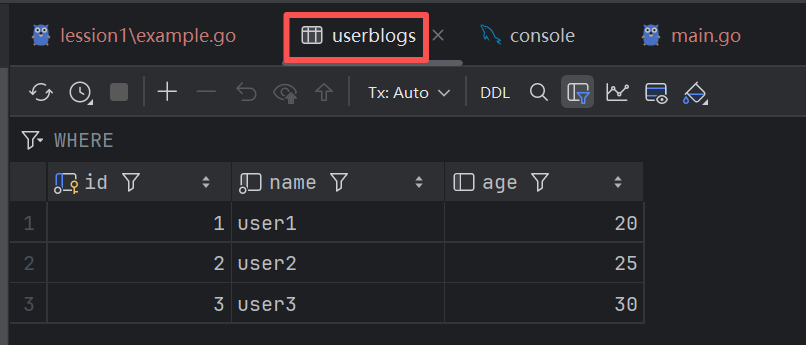 lession1\example.go userblogs console main.go
Tx: Auto DDL
WHERE
id name age
1 1 user1 20
2 2 user2 25
3 3 user3 30